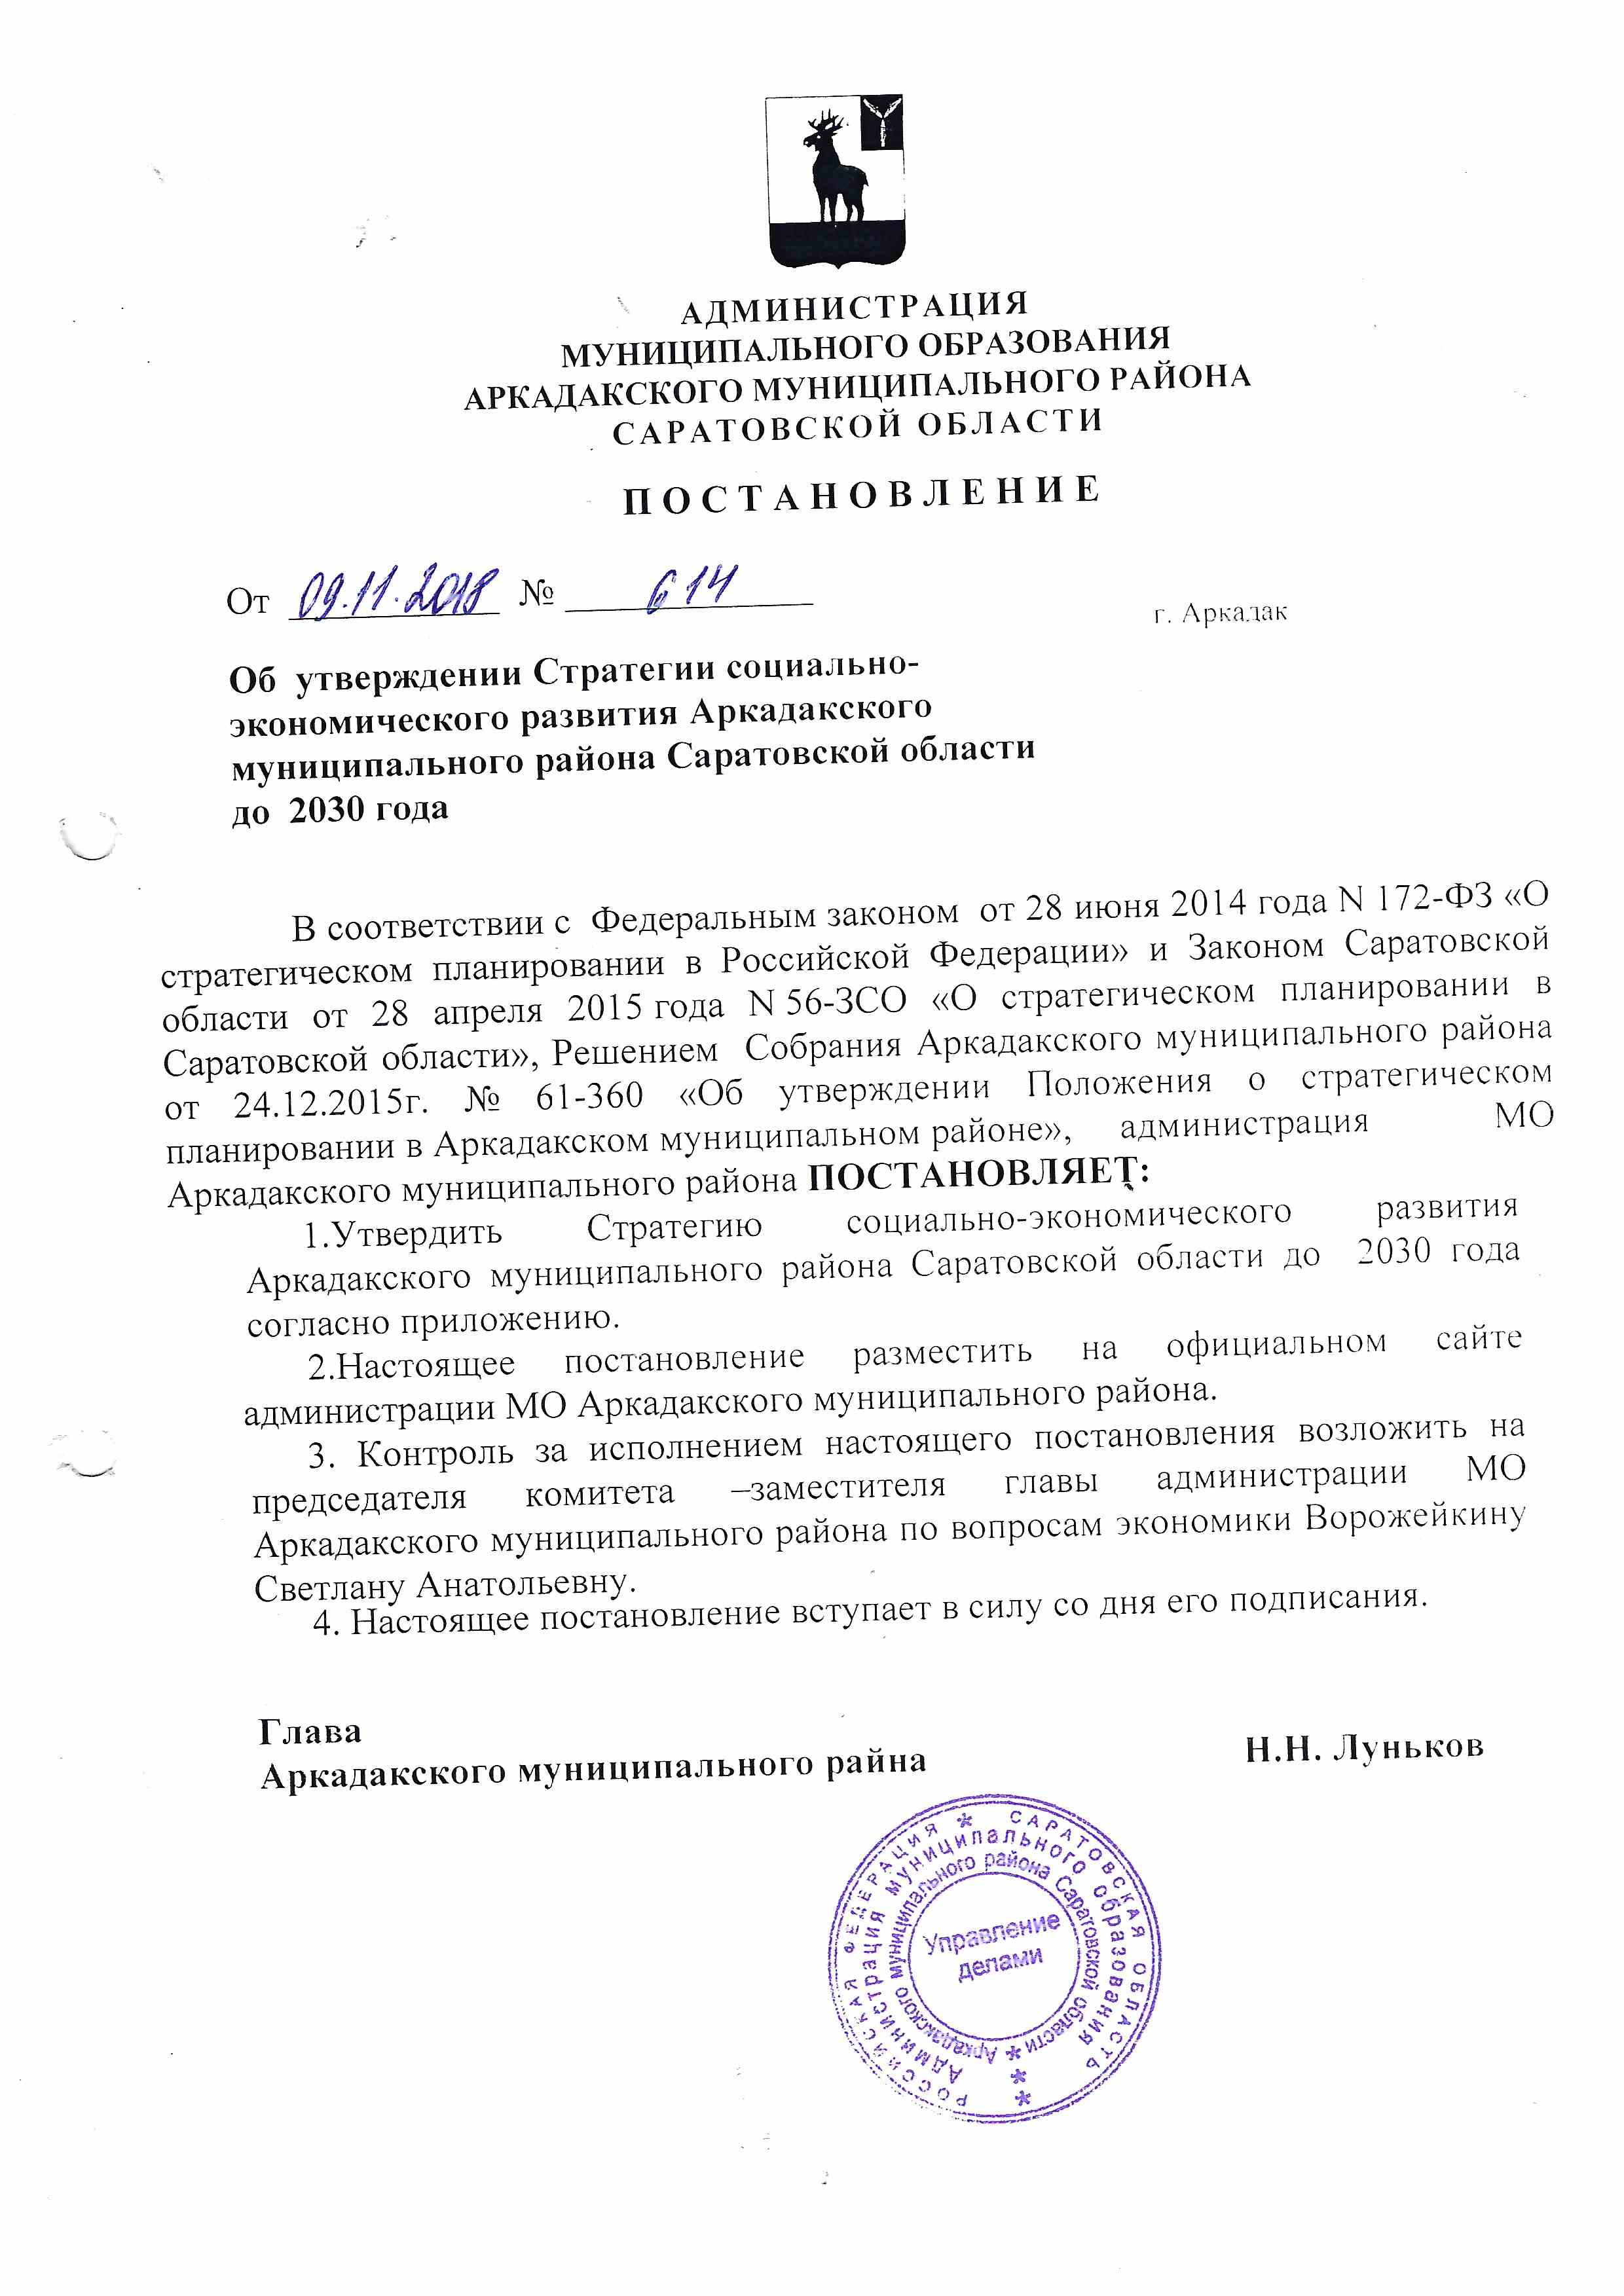 АДМИНИСТРАЦИЯ
МУНИЦИПАЛЬНОГО ОБРАЗОВАНИЯ
АРКАДАКСКОГО МУНИЦИПАЛЬНОГО РАЙОНА
САРАТОВСКОЙ ОБЛАСТИ
ПОСТАНОВЛЕНИЕ
От 09.11.2018 № 614
г. Аркадак
Об утверждении Стратегии социально-
экономического развития Аркадакского
муниципального района Саратовской области
до 2030 года
В соответствии с Федеральным законом от 28 июня 2014 года N 172-ФЗ «О
стратегическом планировании в Российской Федерации» и Законом Саратовской
области от 28 апреля 2015 года N 56-ЗСО «О стратегическом планировании в
Саратовской области», Решением Собрания Аркадакского муниципального района
от 24.12.2015г. № 61-360 «Об утверждении Положения о стратегическом
планировании в Аркадакском муниципальном районе», администрация МО
Аркадакского муниципального района ПОСТАНОВЛЯЕТ:
1.Утвердить Стратегию социально-экономического развития
Аркадакского муниципального района Саратовской области до 2030 года
согласно приложению.
2.Настоящее постановление разместить на официальном сайте
администрации МО Аркадакского муниципального района.
3. Контроль за исполнением настоящего постановления возложить на
председателя комитета –заместителя главы администрации МО
Аркадакского муниципального района по вопросам экономики Ворожейкину
Светлану Анатольевну.
4. Настоящее постановление вступает в силу со дня его подписания.
Глава
Аркадакского муниципального райна
Н.Н. Луньков
РОССИЙСКАЯ ФЕДЕРАЦИЯ * САРАТОВСКАЯ ОБЛАСТЬ *
Администрация муниципального образования *
Аркадакского муниципального района Саратовской области *
Управление
делами